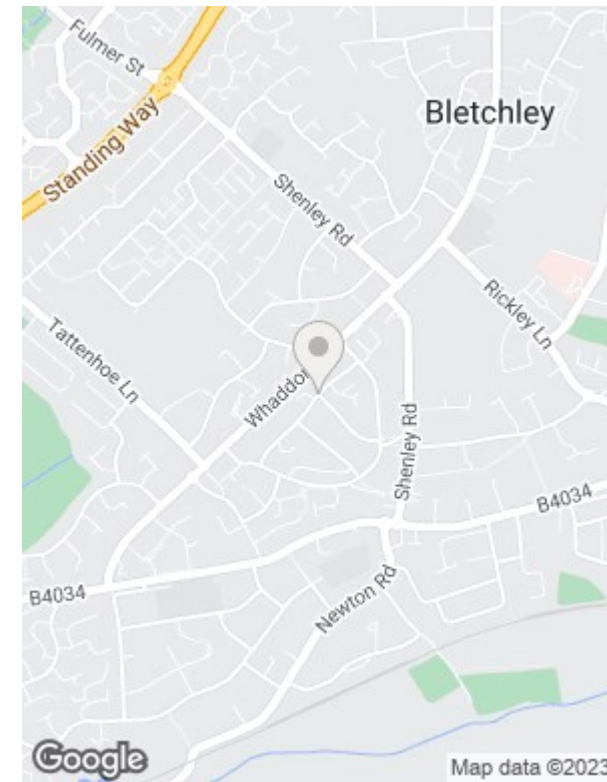 Fulmer St
Bletchley
Standing Way
Shenley Rd
Rickley Ln
Tattenhoe Ln
Shenley Rd
B4034
B4034
Newton Rd
Google
Map data ©2023